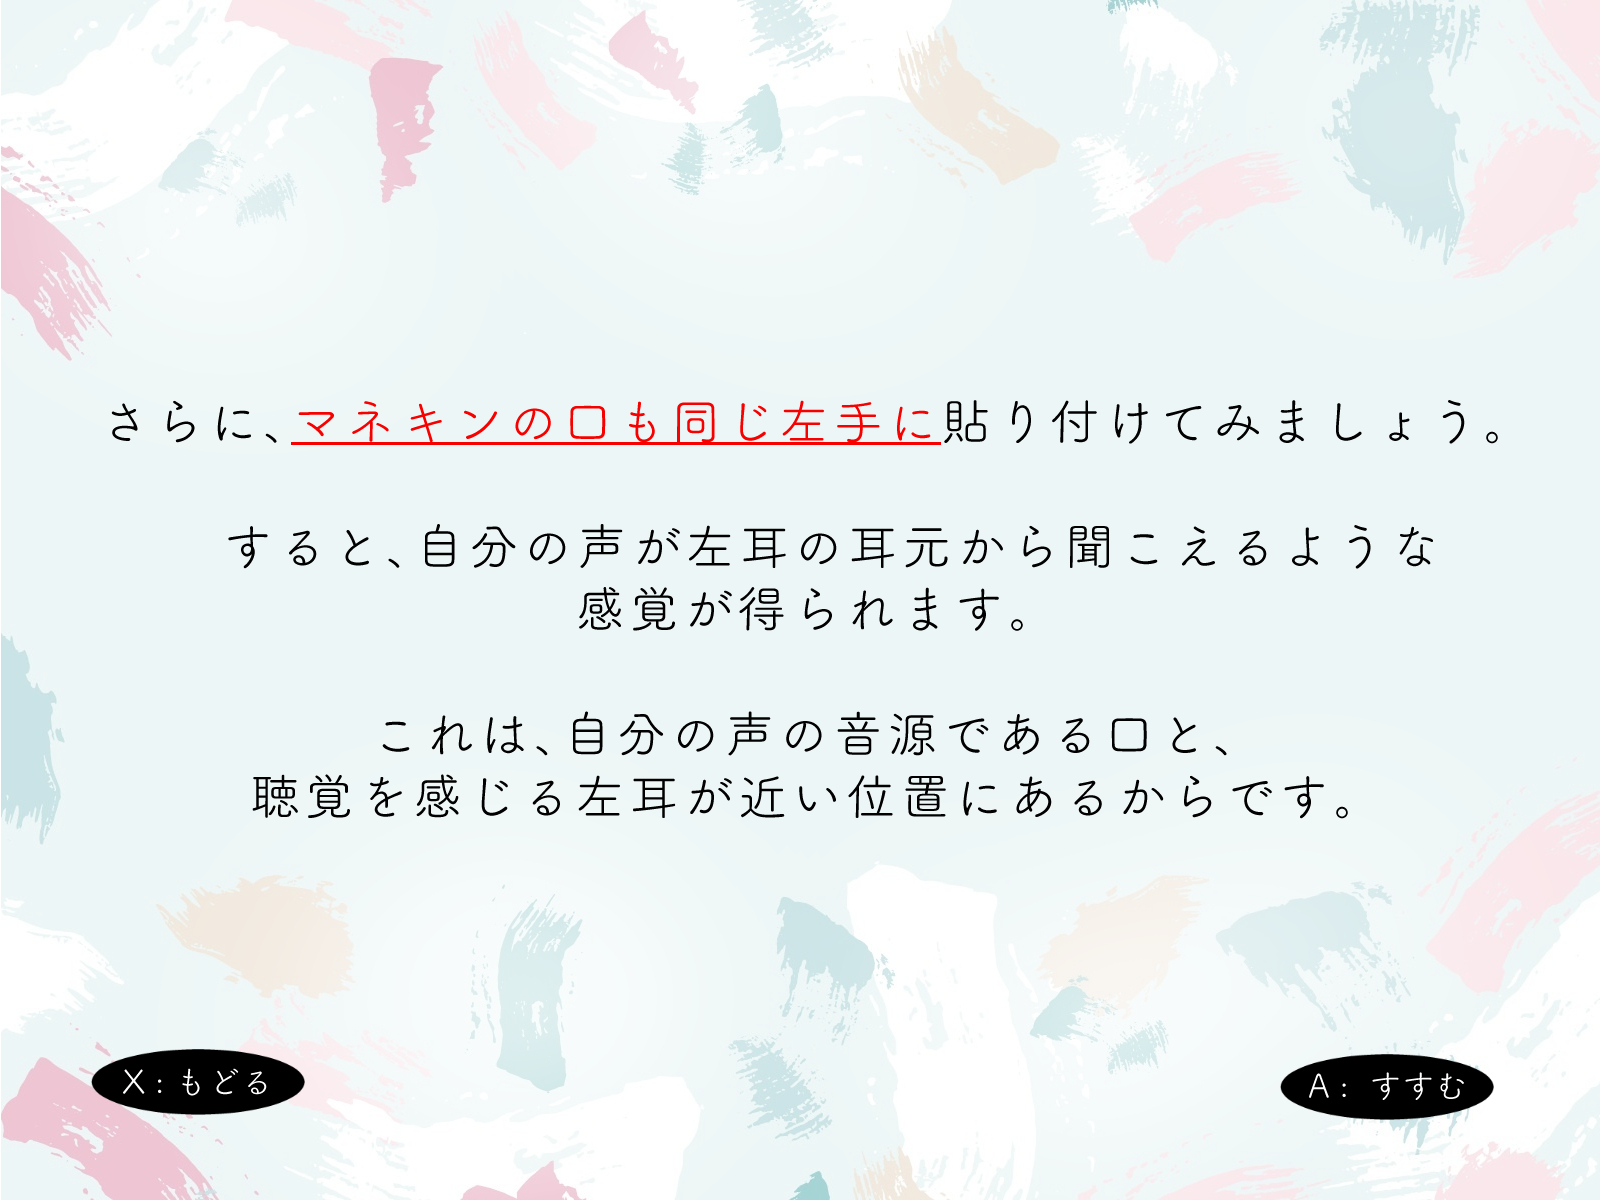 さらに、マネキンの口も同じ左手に貼り付けてみましょう。
すると、自分の声が左耳の耳元から聞こえるような
感覚が得られます。
これは、自分の声の音源である口と、
聴覚を感じる左耳が近い位置にあるからです。
X：もどる
A： すすむ